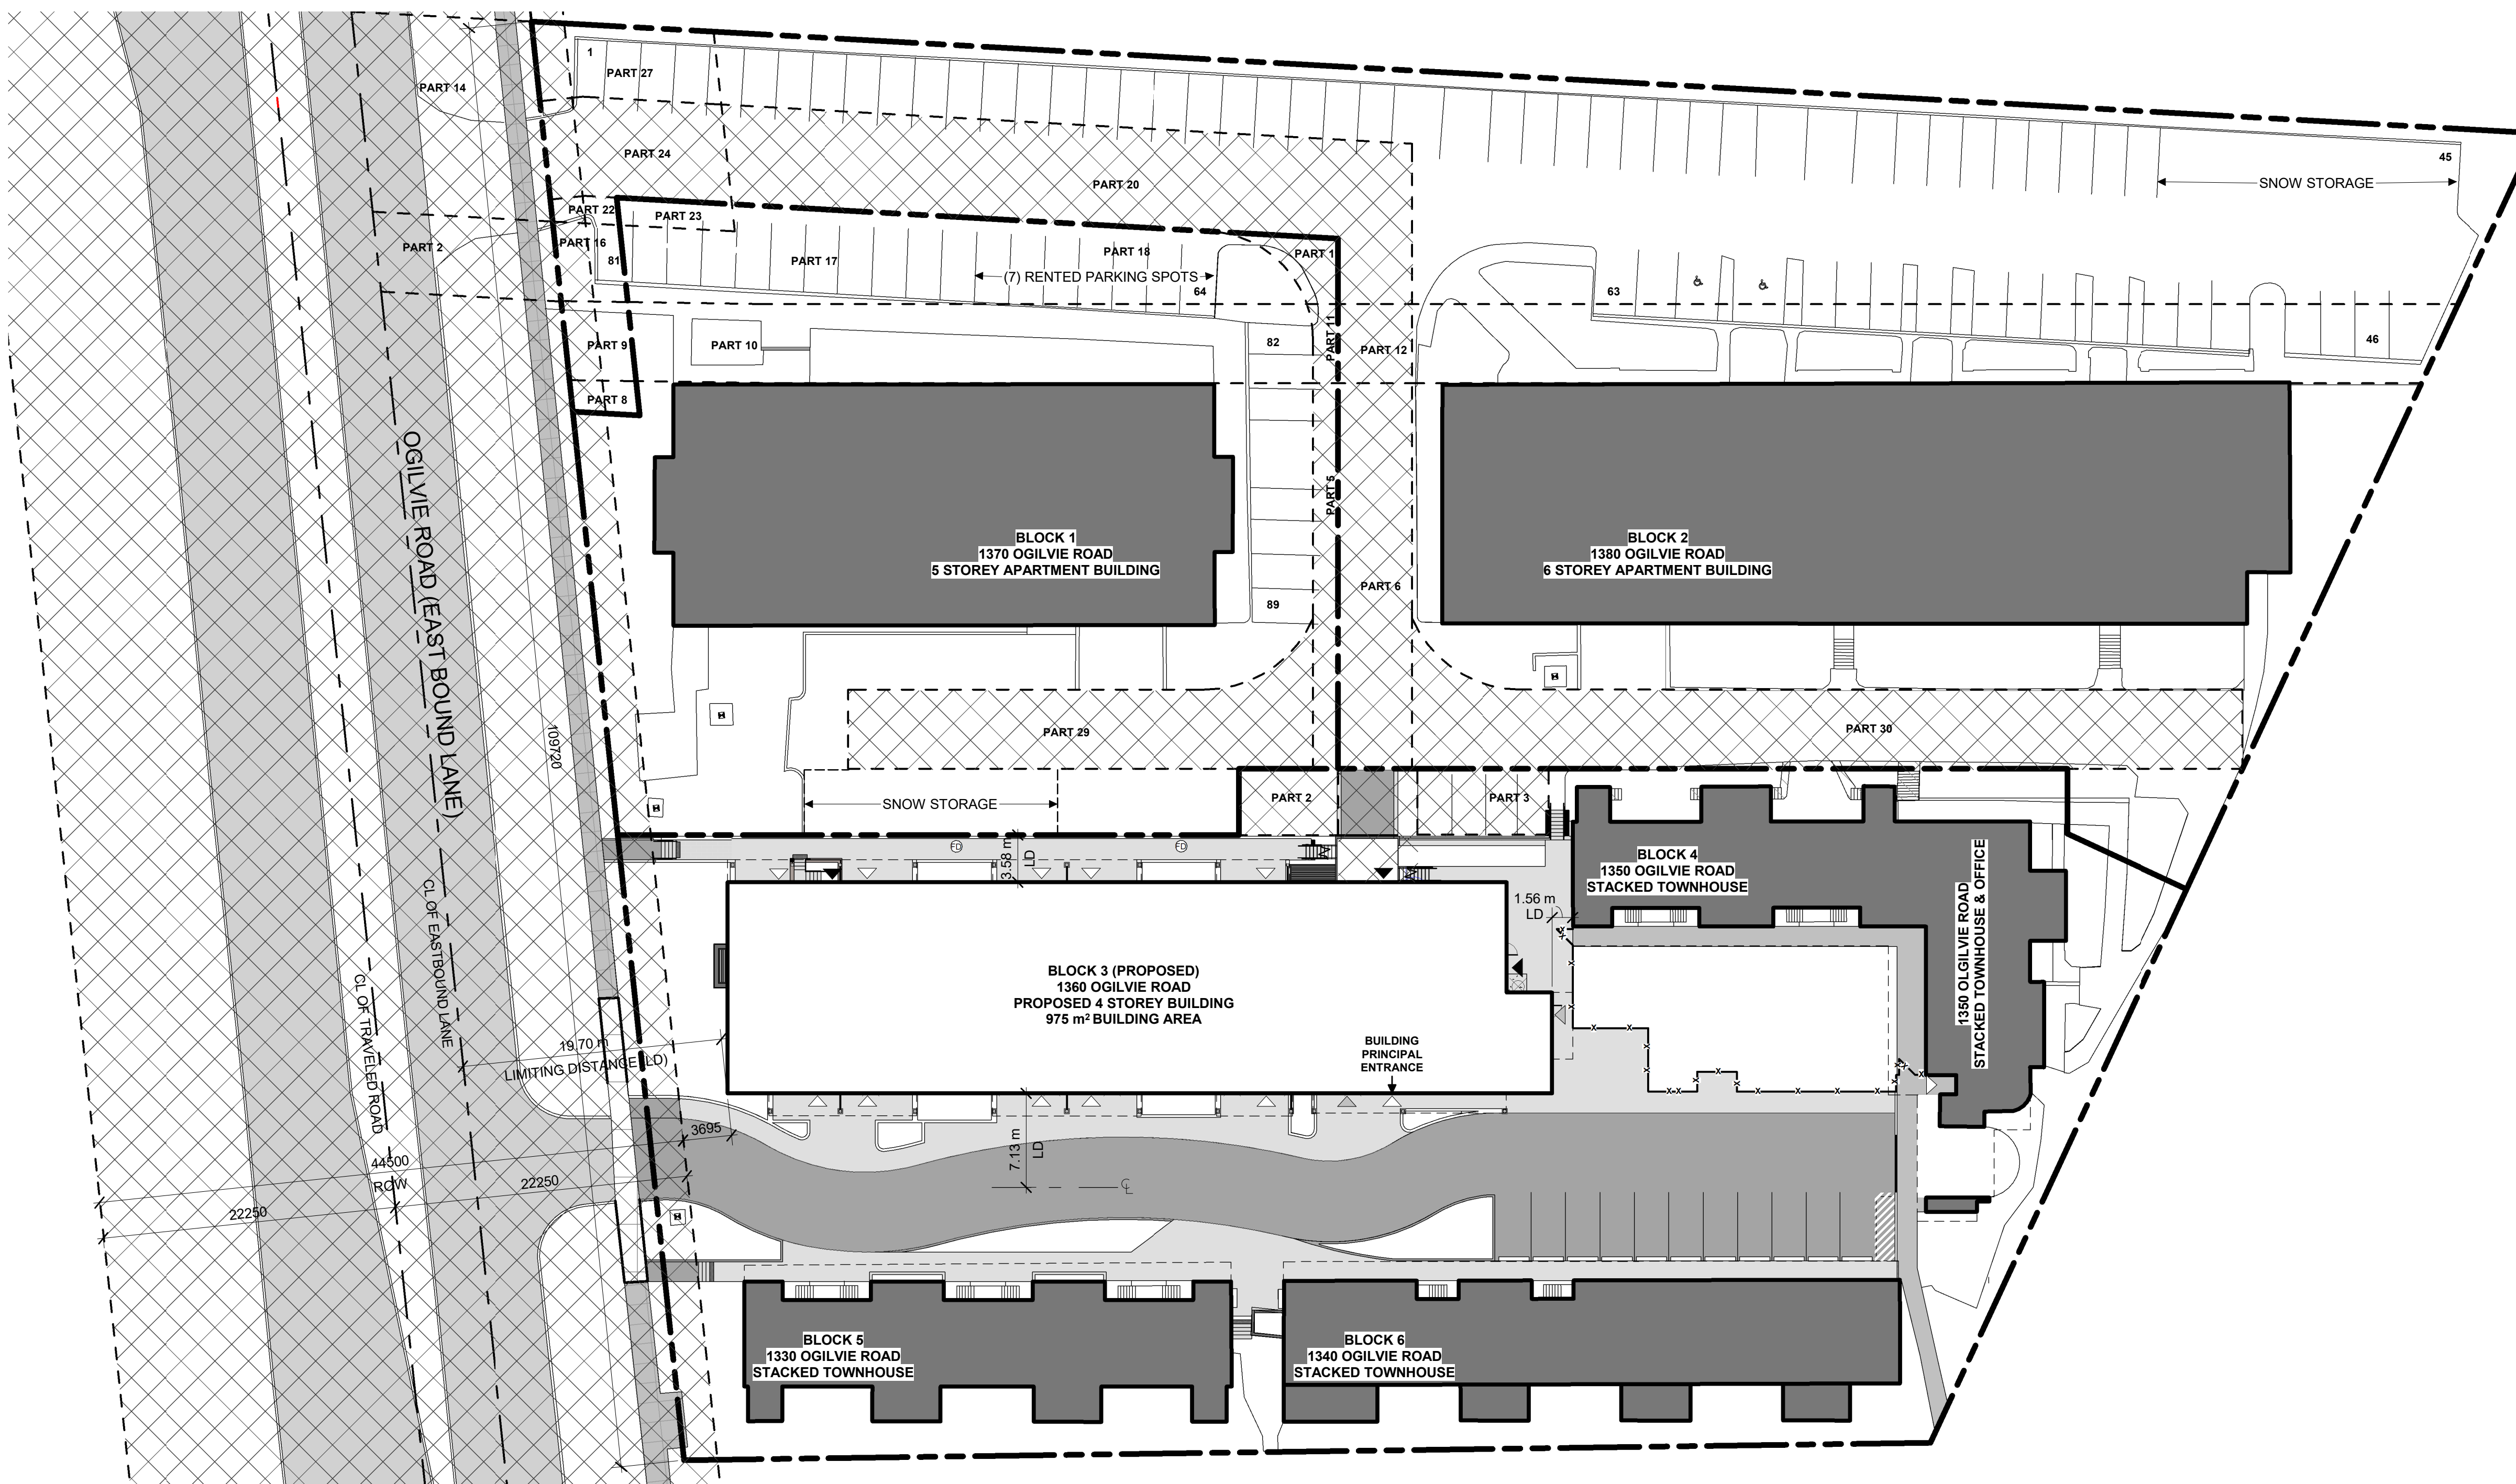 1
PART 27
PART 14
PART 24
PART 20
45
SNOW STORAGE
PART 22
PART 23
PART 2
PART 16
81
PART 17
PART 18
PART 1
(7) RENTED PARKING SPOTS
64
63
PART 9
PART 10
82
PART 11
PART 12
46
PART 8
OGILVIE ROAD (EAST BOUND LANE)
PART 5
BLOCK 1
1370 OGILVIE ROAD
5 STOREY APARTMENT BUILDING
BLOCK 2
1380 OGILVIE ROAD
6 STOREY APARTMENT BUILDING
PART 6
89
H
H
109720
PART 29
PART 30
SNOW STORAGE
H
PART 2
PART 3
FD
FD
3.58 m
LD
BLOCK 4
1350 OGILVIE ROAD
STACKED TOWNHOUSE
1350 OLGILVIE ROAD
STACKED TOWNHOUSE & OFFICE
CL OF EASTBOUND LANE
1.56 m
LD
CL OF TRAVELED ROAD
BLOCK 3 (PROPOSED)
1360 OGILVIE ROAD
PROPOSED 4 STOREY BUILDING
975 m² BUILDING AREA
19.70 m
LIMITING DISTANCE (LD)
BUILDING
PRINCIPAL
ENTRANCE
3695
7.13 m
LD
44500
ROW
22250
22250
CL
H
BLOCK 5
1330 OGILVIE ROAD
STACKED TOWNHOUSE
BLOCK 6
1340 OGILVIE ROAD
STACKED TOWNHOUSE